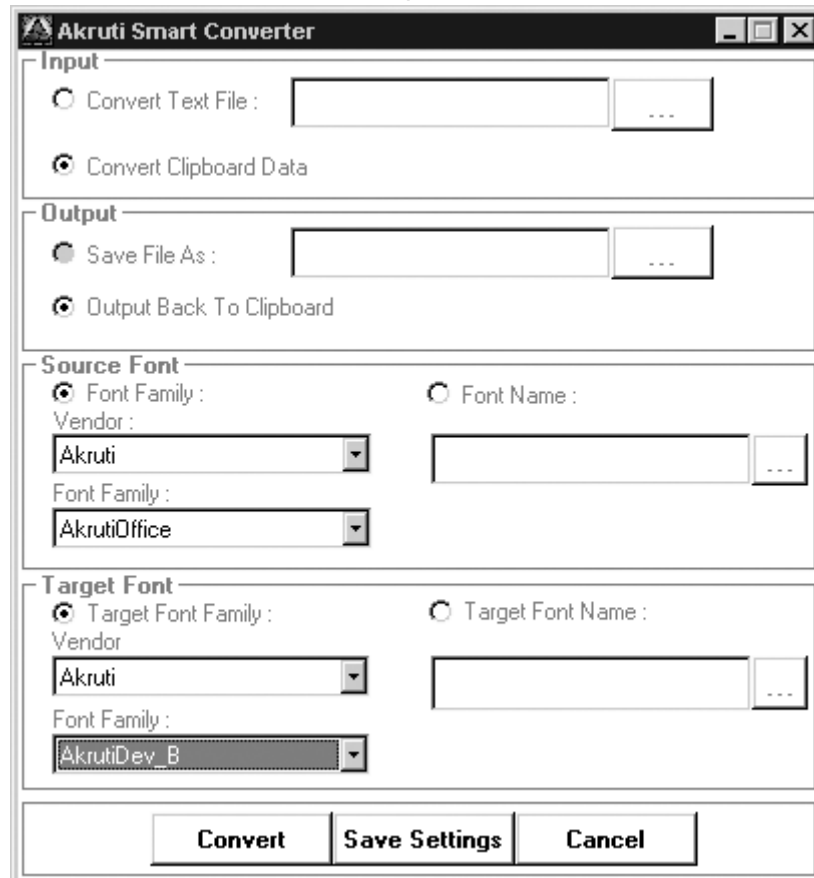 Akruti Smart Converter
Input
Convert Text File :
...
Convert Clipboard Data
Output
Save File As :
...
Output Back To Clipboard
Source Font
Font Family :
Font Name :
Vendor :
Akruti
...
Font Family :
AkrutiOffice
Target Font
Target Font Family :
Target Font Name :
Vendor
Akruti
...
Font Family :
AkrutiDev_B
Convert
Save Settings
Cancel